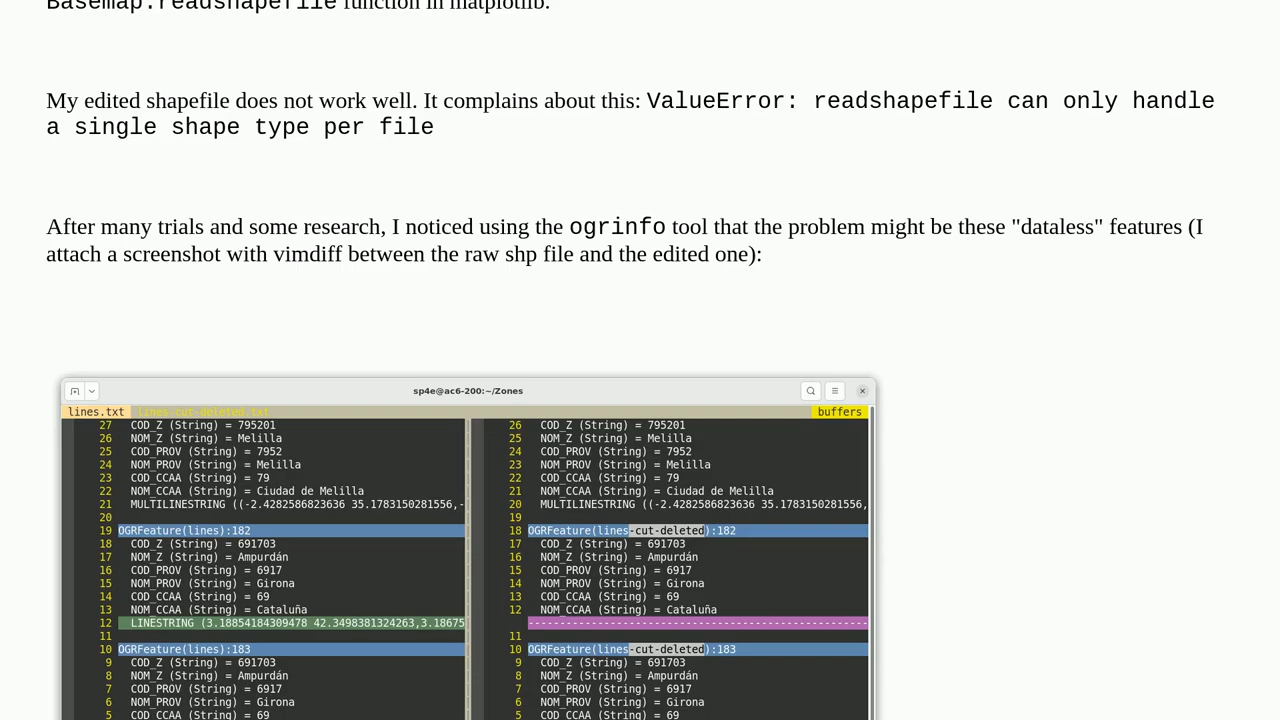 Basemap.readshapefile function in matplotlib.
My edited shapefile does not work well. It complains about this: ValueError: readshapefile can only handle
a single shape type per file
After many trials and some research, I noticed using the ogrinfo tool that the problem might be these "dataless" features (I
attach a screenshot with vimdiff between the raw shp file and the edited one):
sp4e@ac6-200:~/Zones
lines.txt lines-cut-deleted.txt buffers
27 COD_Z (String) = 795201
26 NOM_Z (String) = Melilla
25 COD_PROV (String) = 7952
24 NOM_PROV (String) = Melilla
23 COD_CCAA (String) = 79
22 NOM_CCAA (String) = Ciudad de Melilla
21 MULTILINESTRING ((-2.4282586823636 35.1783150281556,-
20
19 OGRFeature(lines):182
18 COD_Z (String) = 691703
17 NOM_Z (String) = Ampurdán
16 COD_PROV (String) = 6917
15 NOM_PROV (String) = Girona
14 COD_CCAA (String) = 69
13 NOM_CCAA (String) = Cataluña
12 LINESTRING (3.18854184309478 42.3498381324263,3.18675
11
10 OGRFeature(lines):183
9 COD_Z (String) = 691703
8 NOM_Z (String) = Ampurdán
7 COD_PROV (String) = 6917
6 NOM_PROV (String) = Girona
5 COD_CCAA (String) = 69
26 COD_Z (String) = 795201
25 NOM_Z (String) = Melilla
24 COD_PROV (String) = 7952
23 NOM_PROV (String) = Melilla
22 COD_CCAA (String) = 79
21 NOM_CCAA (String) = Ciudad de Melilla
20 MULTILINESTRING ((-2.4282586823636 35.1783150281556,
19
18 OGRFeature(lines-cut-deleted):182
17 COD_Z (String) = 691703
16 NOM_Z (String) = Ampurdán
15 COD_PROV (String) = 6917
14 NOM_PROV (String) = Girona
13 COD_CCAA (String) = 69
12 NOM_CCAA (String) = Cataluña
----------------------------------------------------
11
10 OGRFeature(lines-cut-deleted):183
9 COD_Z (String) = 691703
8 NOM_Z (String) = Ampurdán
7 COD_PROV (String) = 6917
6 NOM_PROV (String) = Girona
5 COD_CCAA (String) = 69